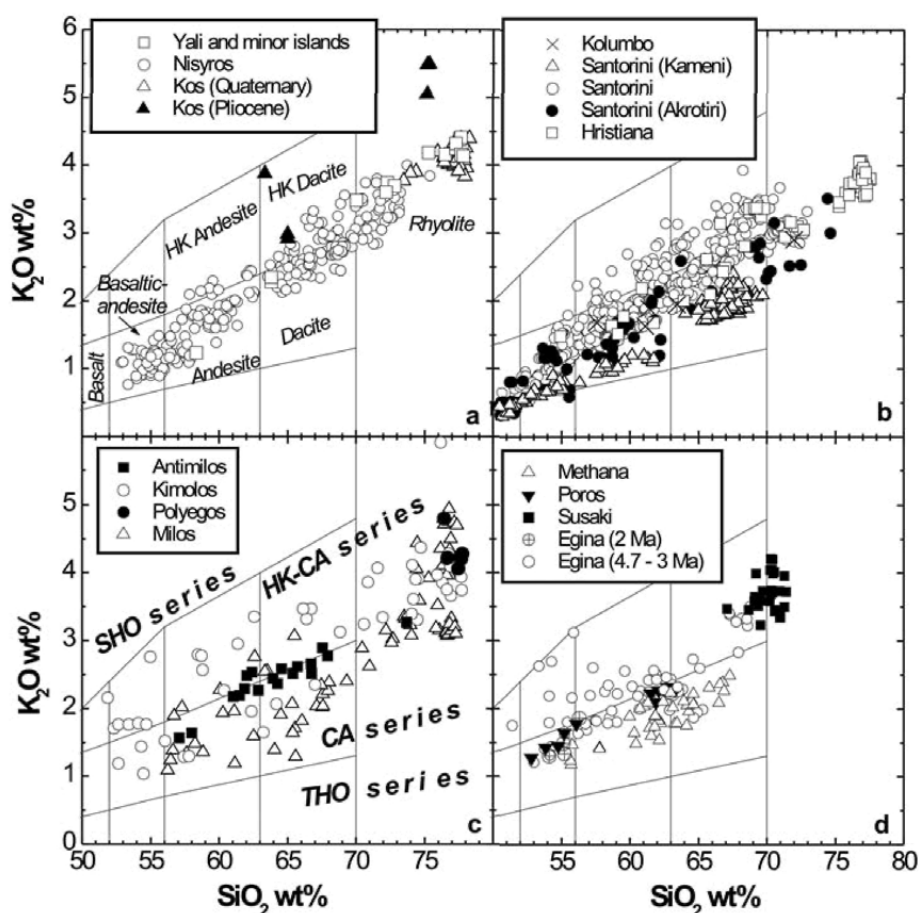 K₂O wt%
6
5
4
3
2
1
Yali and minor islands
Nisyros
Kos (Quaternary)
Kos (Pliocene)
HK Andesite
HK Dacite
Rhyolite
Basaltic-
andesite
Basalt
Andesite
Dacite
a
Kolumbo
Santorini (Kameni)
Santorini
Santorini (Akrotiri)
Hristiana
b
K₂O wt%
5
4
3
2
1
0
Antimilos
Kimolos
Polyegos
Milos
SHO series
HK-CA series
CA series
THO series
c
50
55
60
65
70
75
SiO₂ wt%
Methana
Poros
Susaki
Egina (2 Ma)
Egina (4.7 - 3 Ma)
d
55
60
65
70
75
80
SiO₂ wt%